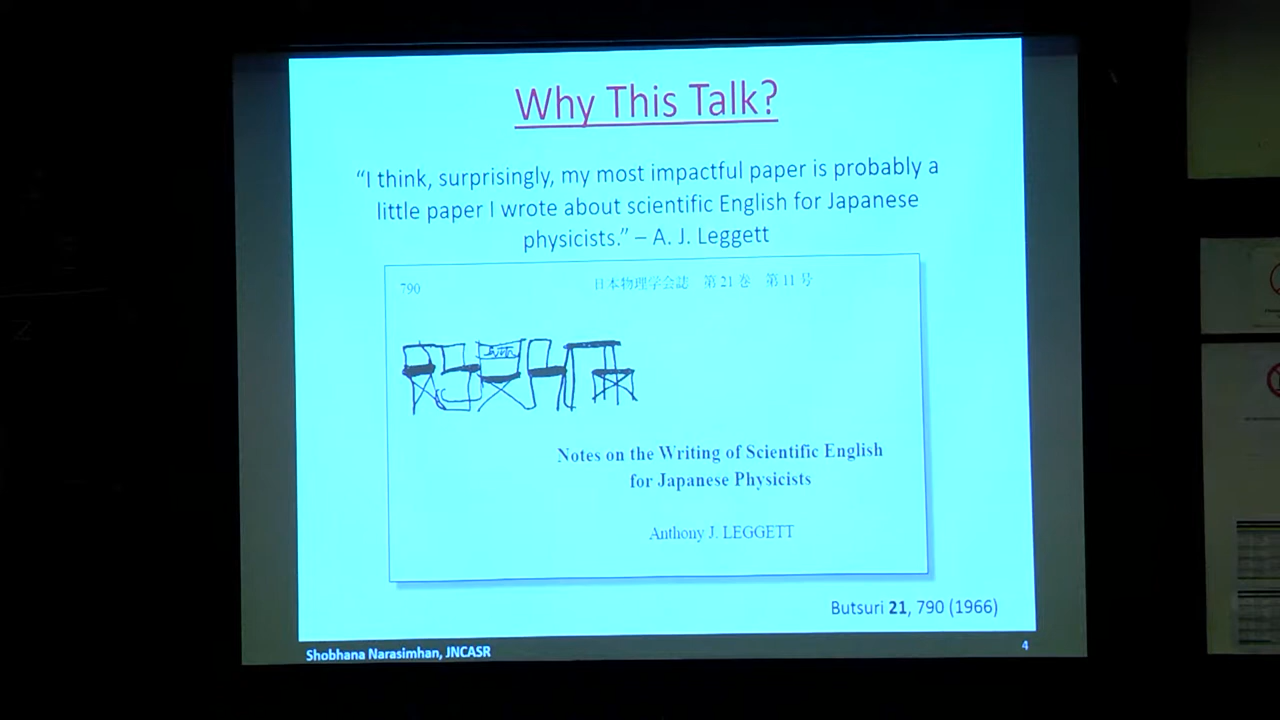 Why This Talk?
“I think, surprisingly, my most impactful paper is probably a
little paper I wrote about scientific English for Japanese
physicists.” – A. J. Leggett
790 日本物理学会誌 第21巻 第11号
Notes on the Writing of Scientific English
for Japanese Physicists
Anthony J. LEGGETT
Butsuri 21, 790 (1966)
Shobhana Narasimhan, JNCASR
4